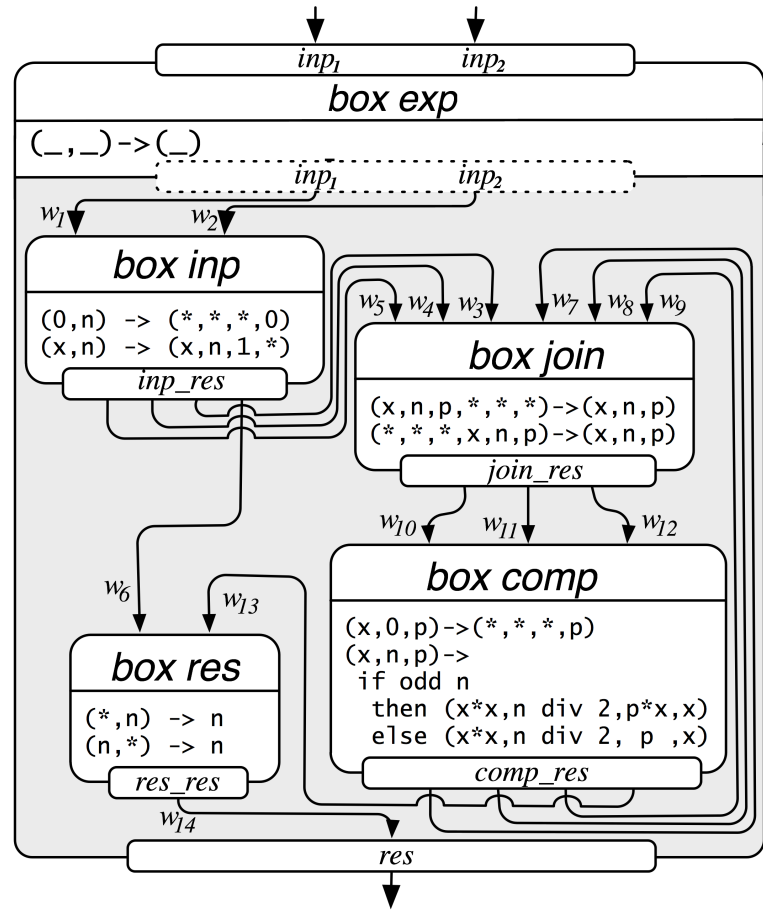 inp1 inp2
box exp
(_,_)->(_)
inp1 inp2
w1 w2
box inp
(0,n) -> (*,*,*,0)
(x,n) -> (x,n,1,*)
inp_res
w5 w4 w3 w7 w8 w9
box join
(x,n,p,*,*,*)->(x,n,p)
(*,*,*,x,n,p)->(x,n,p)
join_res
w10 w11 w12
w6 w13
box comp
(x,0,p)->(*,*,*,p)
(x,n,p)->
if odd n
then (x*x,n div 2,p*x,x)
else (x*x,n div 2, p ,x)
comp_res
box res
(*,n) -> n
(n,*) -> n
res_res
w14
res